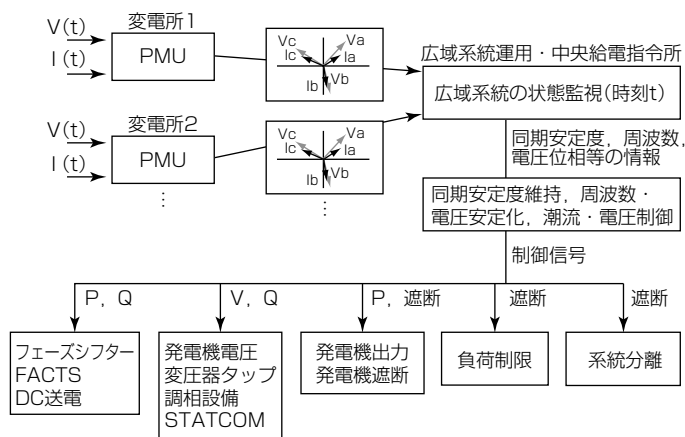 変電所1
V(t)
I(t)
PMU
Vc
Va
Ic
Ia
Ib
Vb
広域系統運用・中央給電指令所
広域系統の状態監視(時刻t)
変電所2
V(t)
I(t)
PMU
⋮
Vc
Va
Ic
Ia
Ib
Vb
⋮
同期安定度，周波数，
電圧位相等の情報
同期安定度維持，周波数・
電圧安定化，潮流・電圧制御
制御信号
P，Q
V，Q
P，遮断
遮断
遮断
フェーズシフター
FACTS
DC送電
発電機電圧
変圧器タップ
調相設備
STATCOM
発電機出力
発電機遮断
負荷制限
系統分離